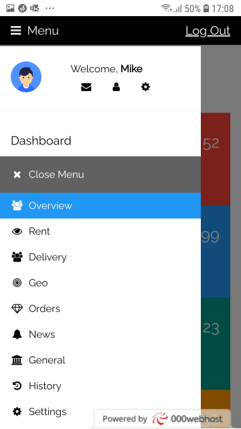 50% 17:08
Menu Log Out
Welcome, Mike
Dashboard
Close Menu
Overview
Rent
Delivery
Geo
Orders
News
General
History
Settings
52
99
23
Powered by 000webhost